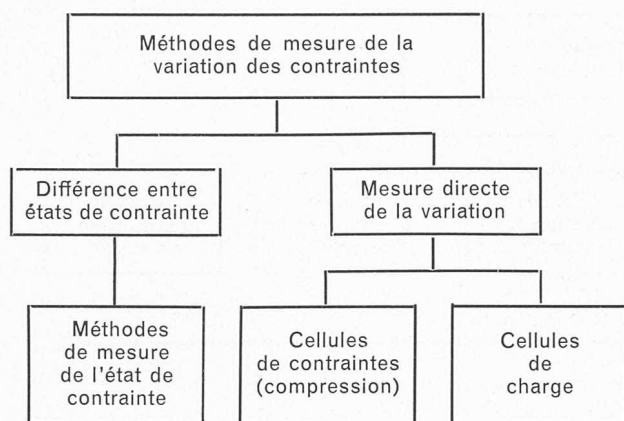 Méthodes de mesure de la
variation des contraintes
Différence entre
états de contrainte
Mesure directe
de la variation
Méthodes
de mesure
de l'état de
contrainte
Cellules
de contraintes
(compression)
Cellules
de
charge